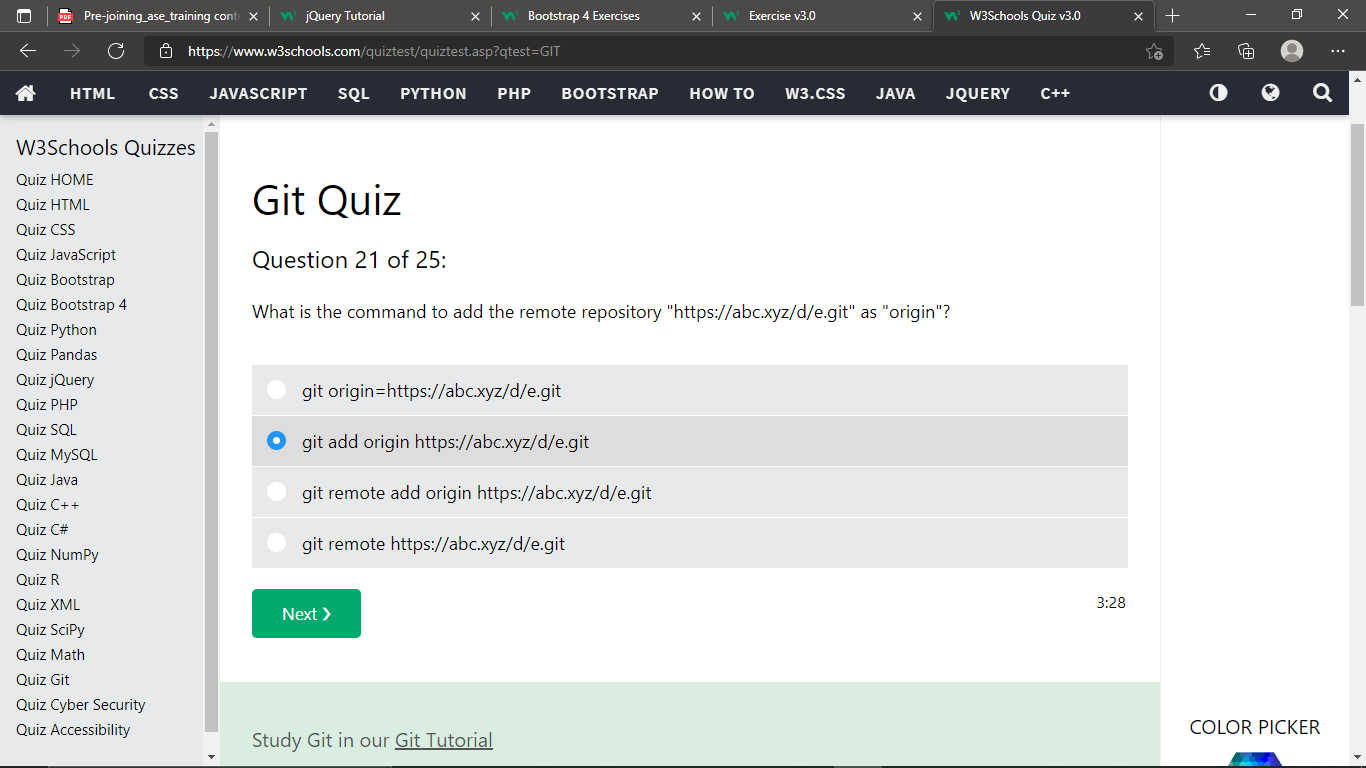 Pre-joining_ase_training cont
jQuery Tutorial
Bootstrap 4 Exercises
Exercise v3.0
W3Schools Quiz v3.0
https://www.w3schools.com/quiztest/quiztest.asp?qtest=GIT
HTML CSS JAVASCRIPT SQL PYTHON PHP BOOTSTRAP HOW TO W3.CSS JAVA JQUERY C++
W3Schools Quizzes
Quiz HOME
Quiz HTML
Quiz CSS
Quiz JavaScript
Quiz Bootstrap
Quiz Bootstrap 4
Quiz Python
Quiz Pandas
Quiz jQuery
Quiz PHP
Quiz SQL
Quiz MySQL
Quiz Java
Quiz C++
Quiz C#
Quiz NumPy
Quiz R
Quiz XML
Quiz SciPy
Quiz Math
Quiz Git
Quiz Cyber Security
Quiz Accessibility
Git Quiz
Question 21 of 25:
What is the command to add the remote repository "https://abc.xyz/d/e.git" as "origin"?
git origin=https://abc.xyz/d/e.git
git add origin https://abc.xyz/d/e.git
git remote add origin https://abc.xyz/d/e.git
git remote https://abc.xyz/d/e.git
Next ❯
3:28
Study Git in our Git Tutorial
COLOR PICKER